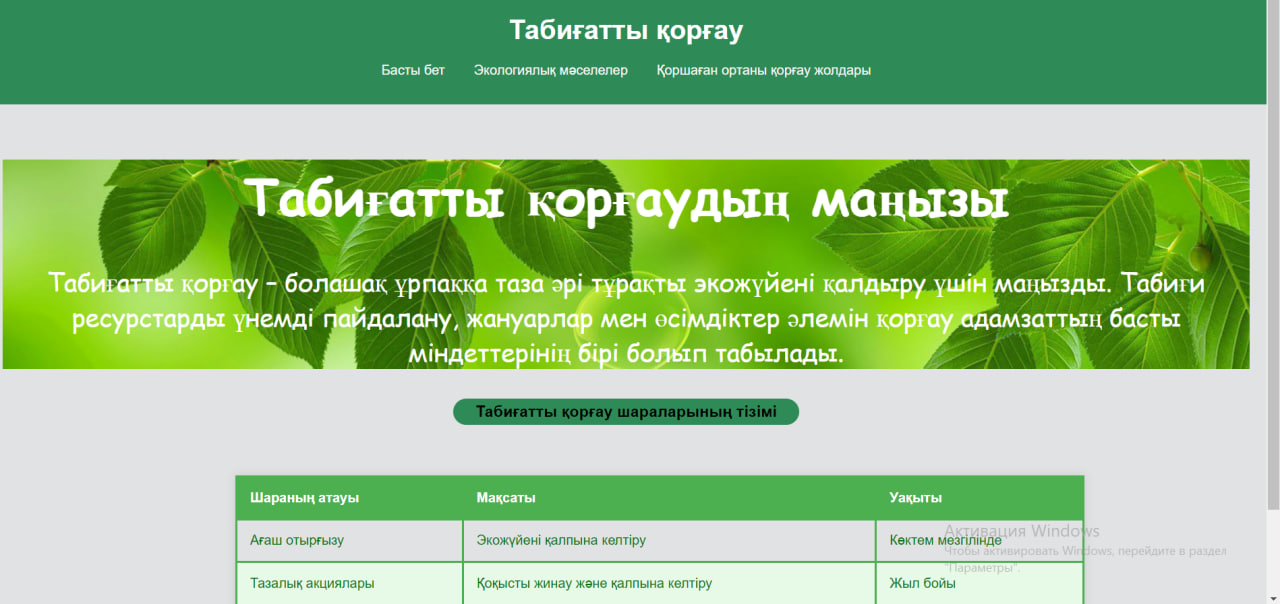 Табиғатты қорғау
Басты бет Экологиялық мәселелер Қоршаған ортаны қорғау жолдары
Табиғатты қорғаудың маңызы
Табиғатты қорғау – болашақ ұрпаққа таза әрі тұрақты экожүйені қалдыру үшін маңызды. Табиғи
ресурстарды үнемді пайдалану, жануарлар мен өсімдіктер әлемін қорғау адамзаттың басты
міндеттерінің бірі болып табылады.
Табиғатты қорғау шараларының тізімі
Шараның атауы Мақсаты Уақыты
Ағаш отырғызу Экожүйені қалпына келтіру Көктем мезгілінде
Тазалық акциялары Қоқысты жинау және қалпына келтіру Жыл бойы
Активация Windows
Чтобы активировать Windows, перейдите в раздел
"Параметры".